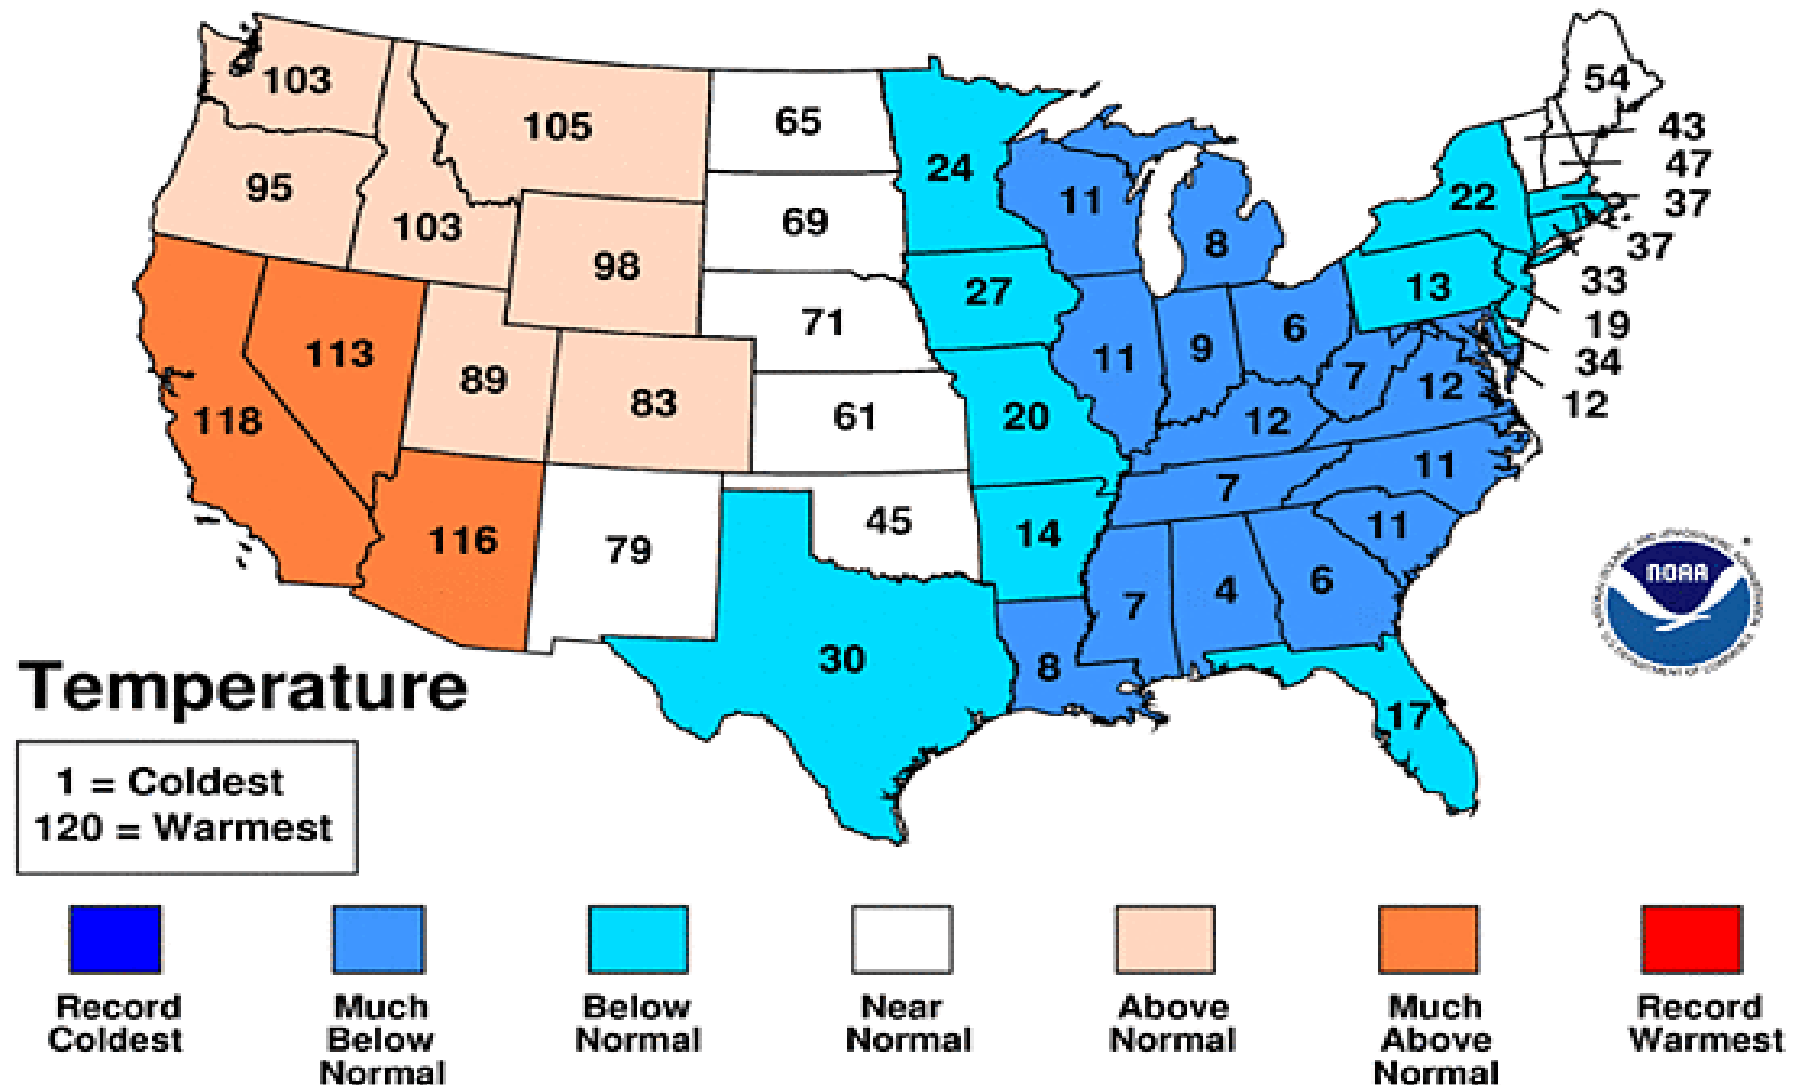 54
103
65
105
43
24
47
95
11
22
37
103
69
8
37
98
27
13
33
71
6
19
113
9
34
89
11
7
12
118
83
61
20
12
12
11
7
116
45
14
11
79
NOAA
7
4
6
30
8
17
Temperature
1 = Coldest
120 = Warmest
Record
Coldest
Much
Below
Normal
Below
Normal
Near
Normal
Above
Normal
Much
Above
Normal
Record
Warmest